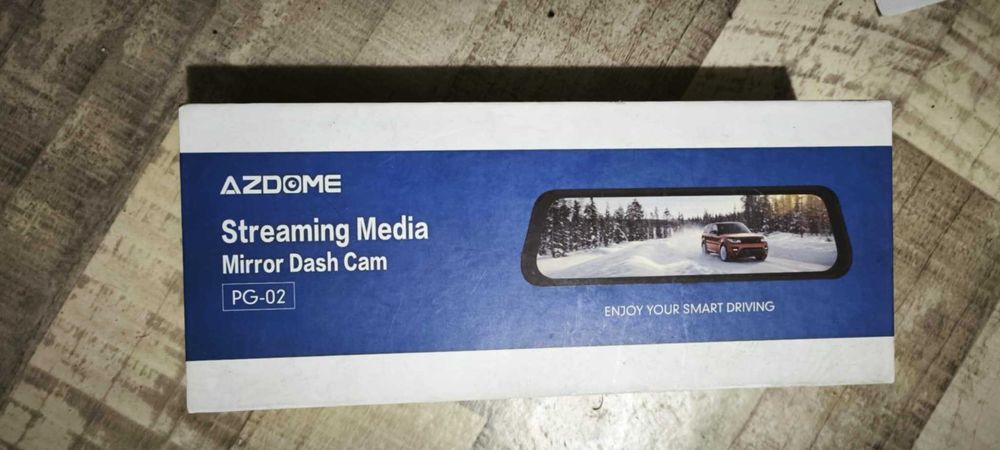 AZDOME
Streaming Media
Mirror Dash Cam
PG-02
ENJOY YOUR SMART DRIVING